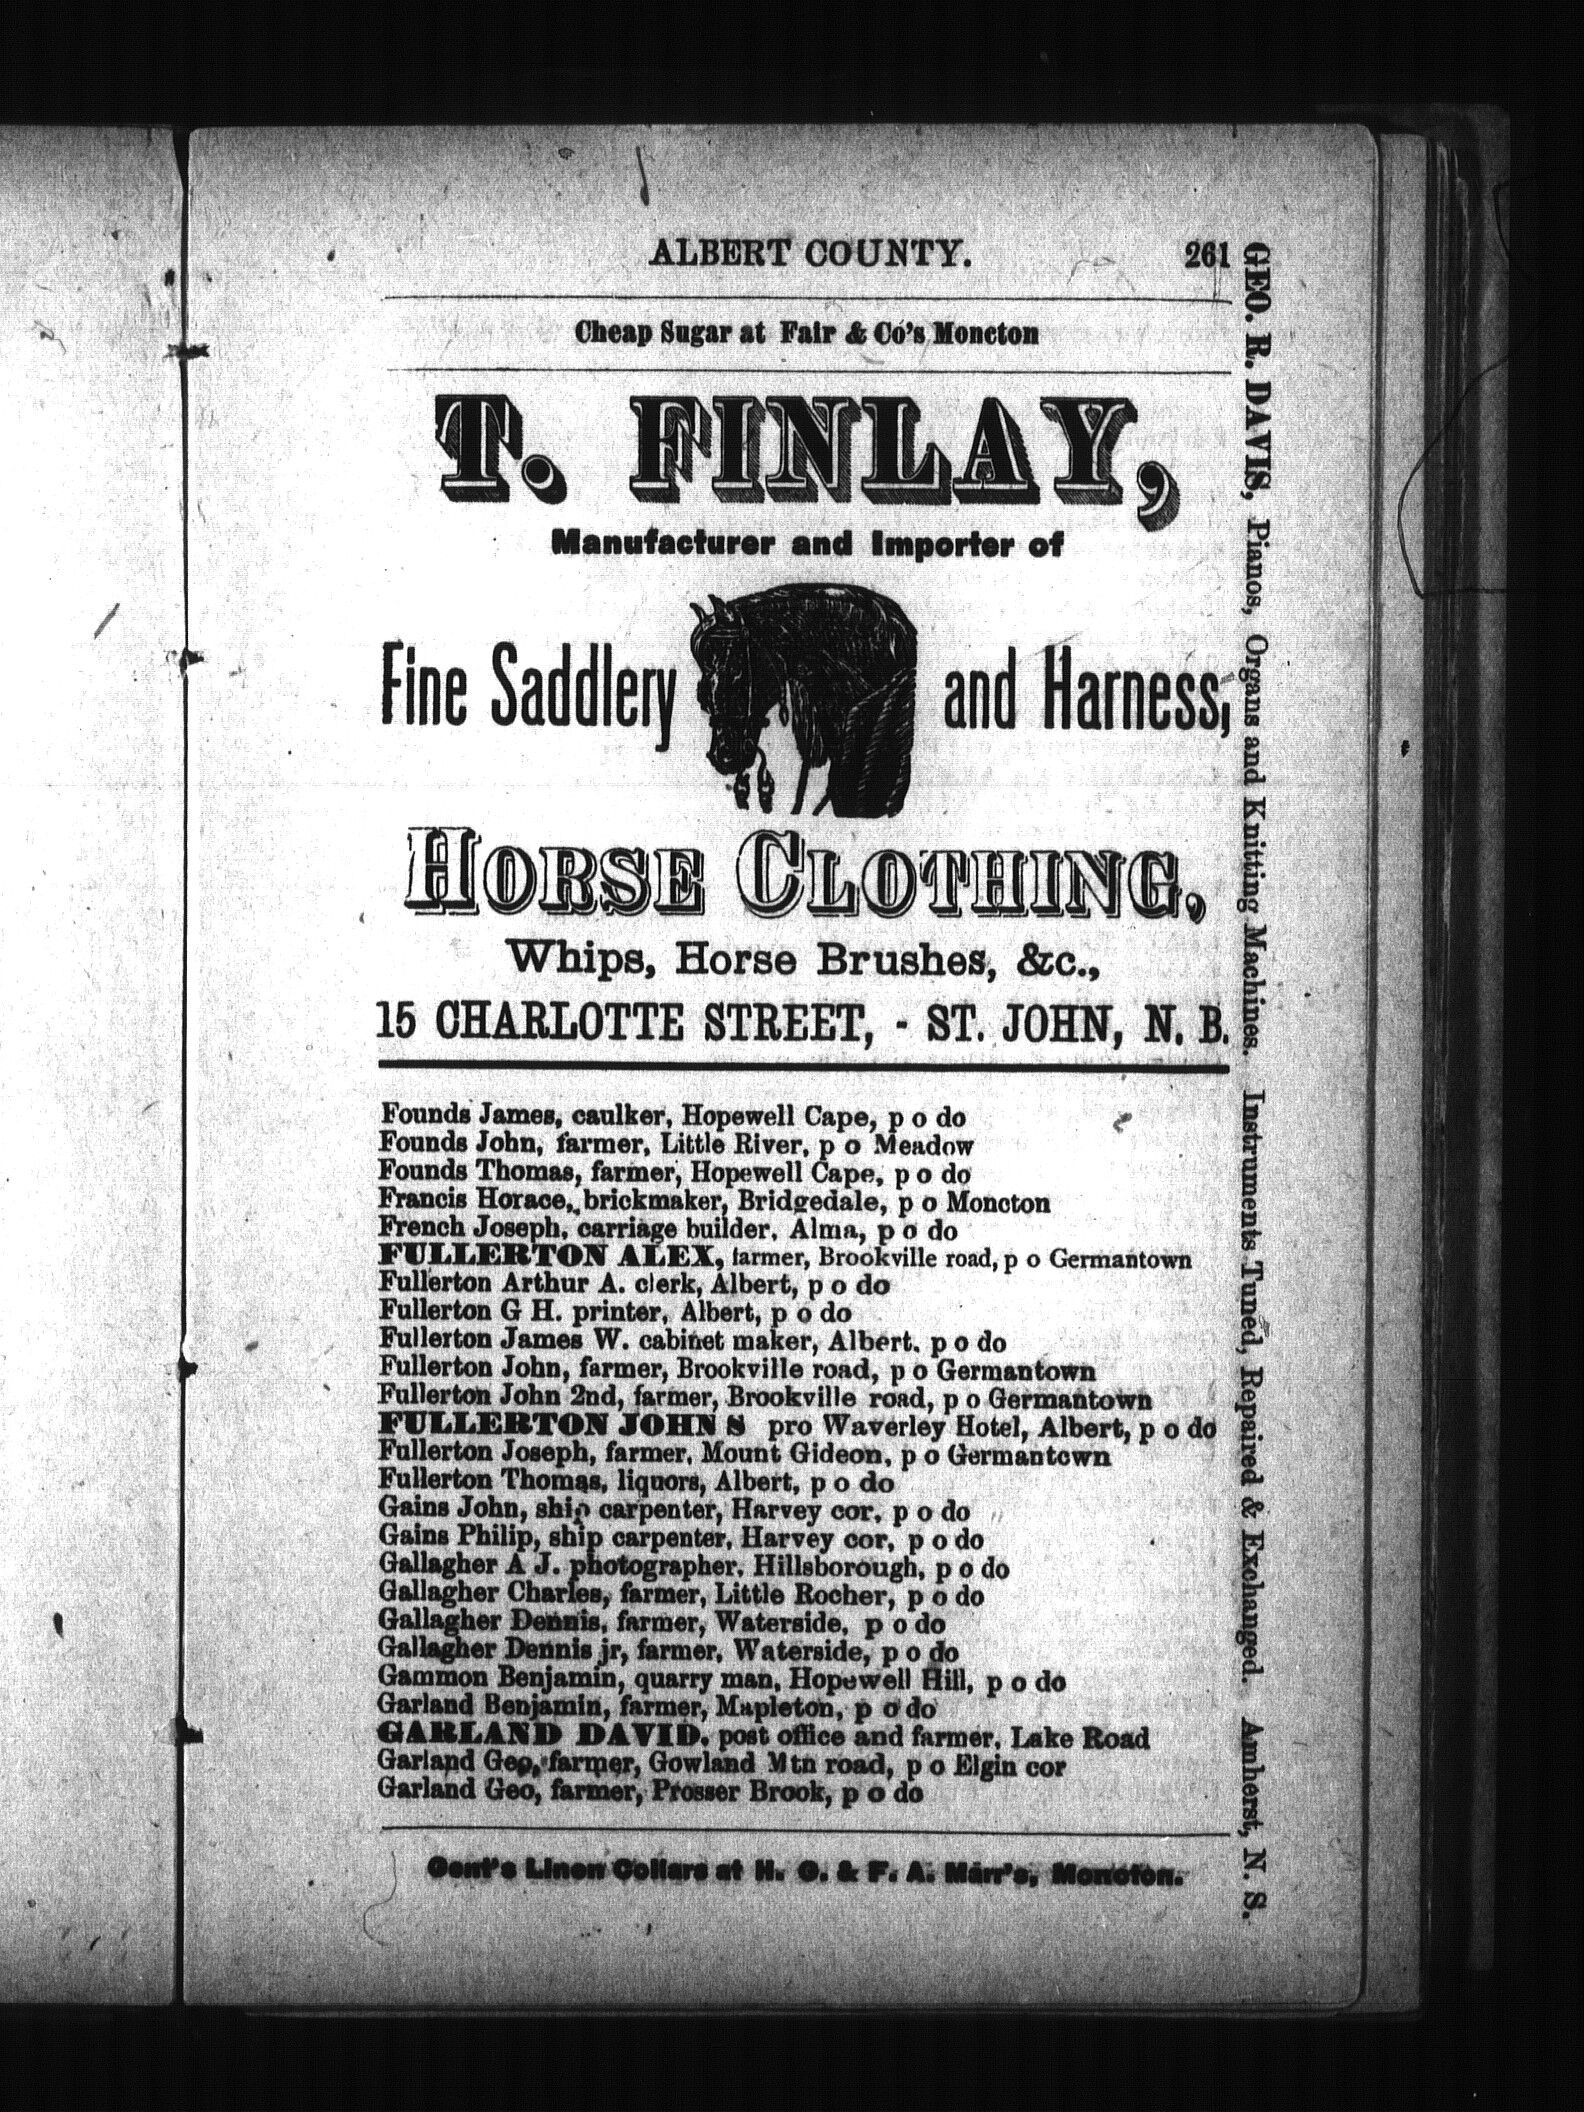 ALBERT COUNTY. 261
Cheap Sugar at Fair & Co's Moncton
T. FINLAY,
Manufacturer and Importer of
Fine Saddlery and Harness,
HORSE CLOTHING,
Whips, Horse Brushes, &c.,
15 CHARLOTTE STREET, - ST. JOHN, N. B.
Founds James, caulker, Hopewell Cape, p o do
Founds John, farmer, Little River, p o Meadow
Founds Thomas, farmer, Hopewell Cape, p o do
Francis Horace, brickmaker, Bridgedale, p o Moncton
French Joseph, carriage builder, Alma, p o do
FULLERTON ALEX, farmer, Brookville road, p o Germantown
Fullerton Arthur A. clerk, Albert, p o do
Fullerton G H. printer, Albert, p o do
Fullerton James W. cabinet maker, Albert. p o do
Fullerton John, farmer, Brookville road, p o Germantown
Fullerton John 2nd, farmer, Brookville road, p o Germantown
FULLERTON JOHN S pro Waverley Hotel, Albert, p o do
Fullerton Joseph, farmer, Mount Gideon, p o Germantown
Fullerton Thomas, liquors, Albert, p o do
Gains John, ship carpenter, Harvey cor, p o do
Gains Philip, ship carpenter, Harvey cor, p o do
Gallagher A J. photographer, Hillsborough, p o do
Gallagher Charles, farmer, Little Rocher, p o do
Gallagher Dennis, farmer, Waterside, p o do
Gallagher Dennis jr, farmer, Waterside, p o do
Gammon Benjamin, quarry man, Hopewell Hill, p o do
Garland Benjamin, farmer, Mapleton, p o do
GARLAND DAVID. post office and farmer, Lake Road
Garland Geo, farmer, Gowland Mtn road, p o Elgin cor
Garland Geo, farmer, Prosser Brook, p o do
Gent's Linen Collars at H. G. & F. A. Marr's, Moncton.
GEO. R. DAVIS, Pianos, Organs and Knitting Machines. Instruments Tuned, Repaired & Exchanged. Amherst, N. S.